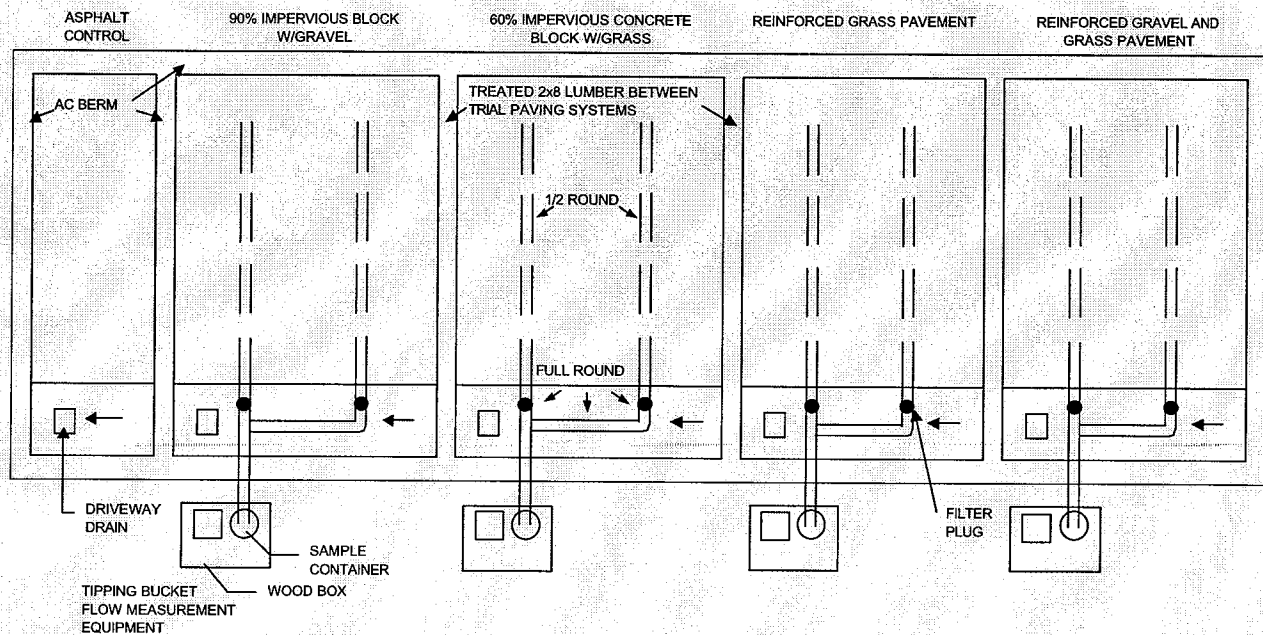 ASPHALT
CONTROL
90% IMPERVIOUS BLOCK
W/GRAVEL
60% IMPERVIOUS CONCRETE
BLOCK W/GRASS
REINFORCED GRASS PAVEMENT
REINFORCED GRAVEL AND
GRASS PAVEMENT
AC BERM
TREATED 2x8 LUMBER BETWEEN
TRIAL PAVING SYSTEMS
1/2 ROUND
FULL ROUND
DRIVEWAY
DRAIN
SAMPLE
CONTAINER
WOOD BOX
TIPPING BUCKET
FLOW MEASUREMENT
EQUIPMENT
FILTER
PLUG